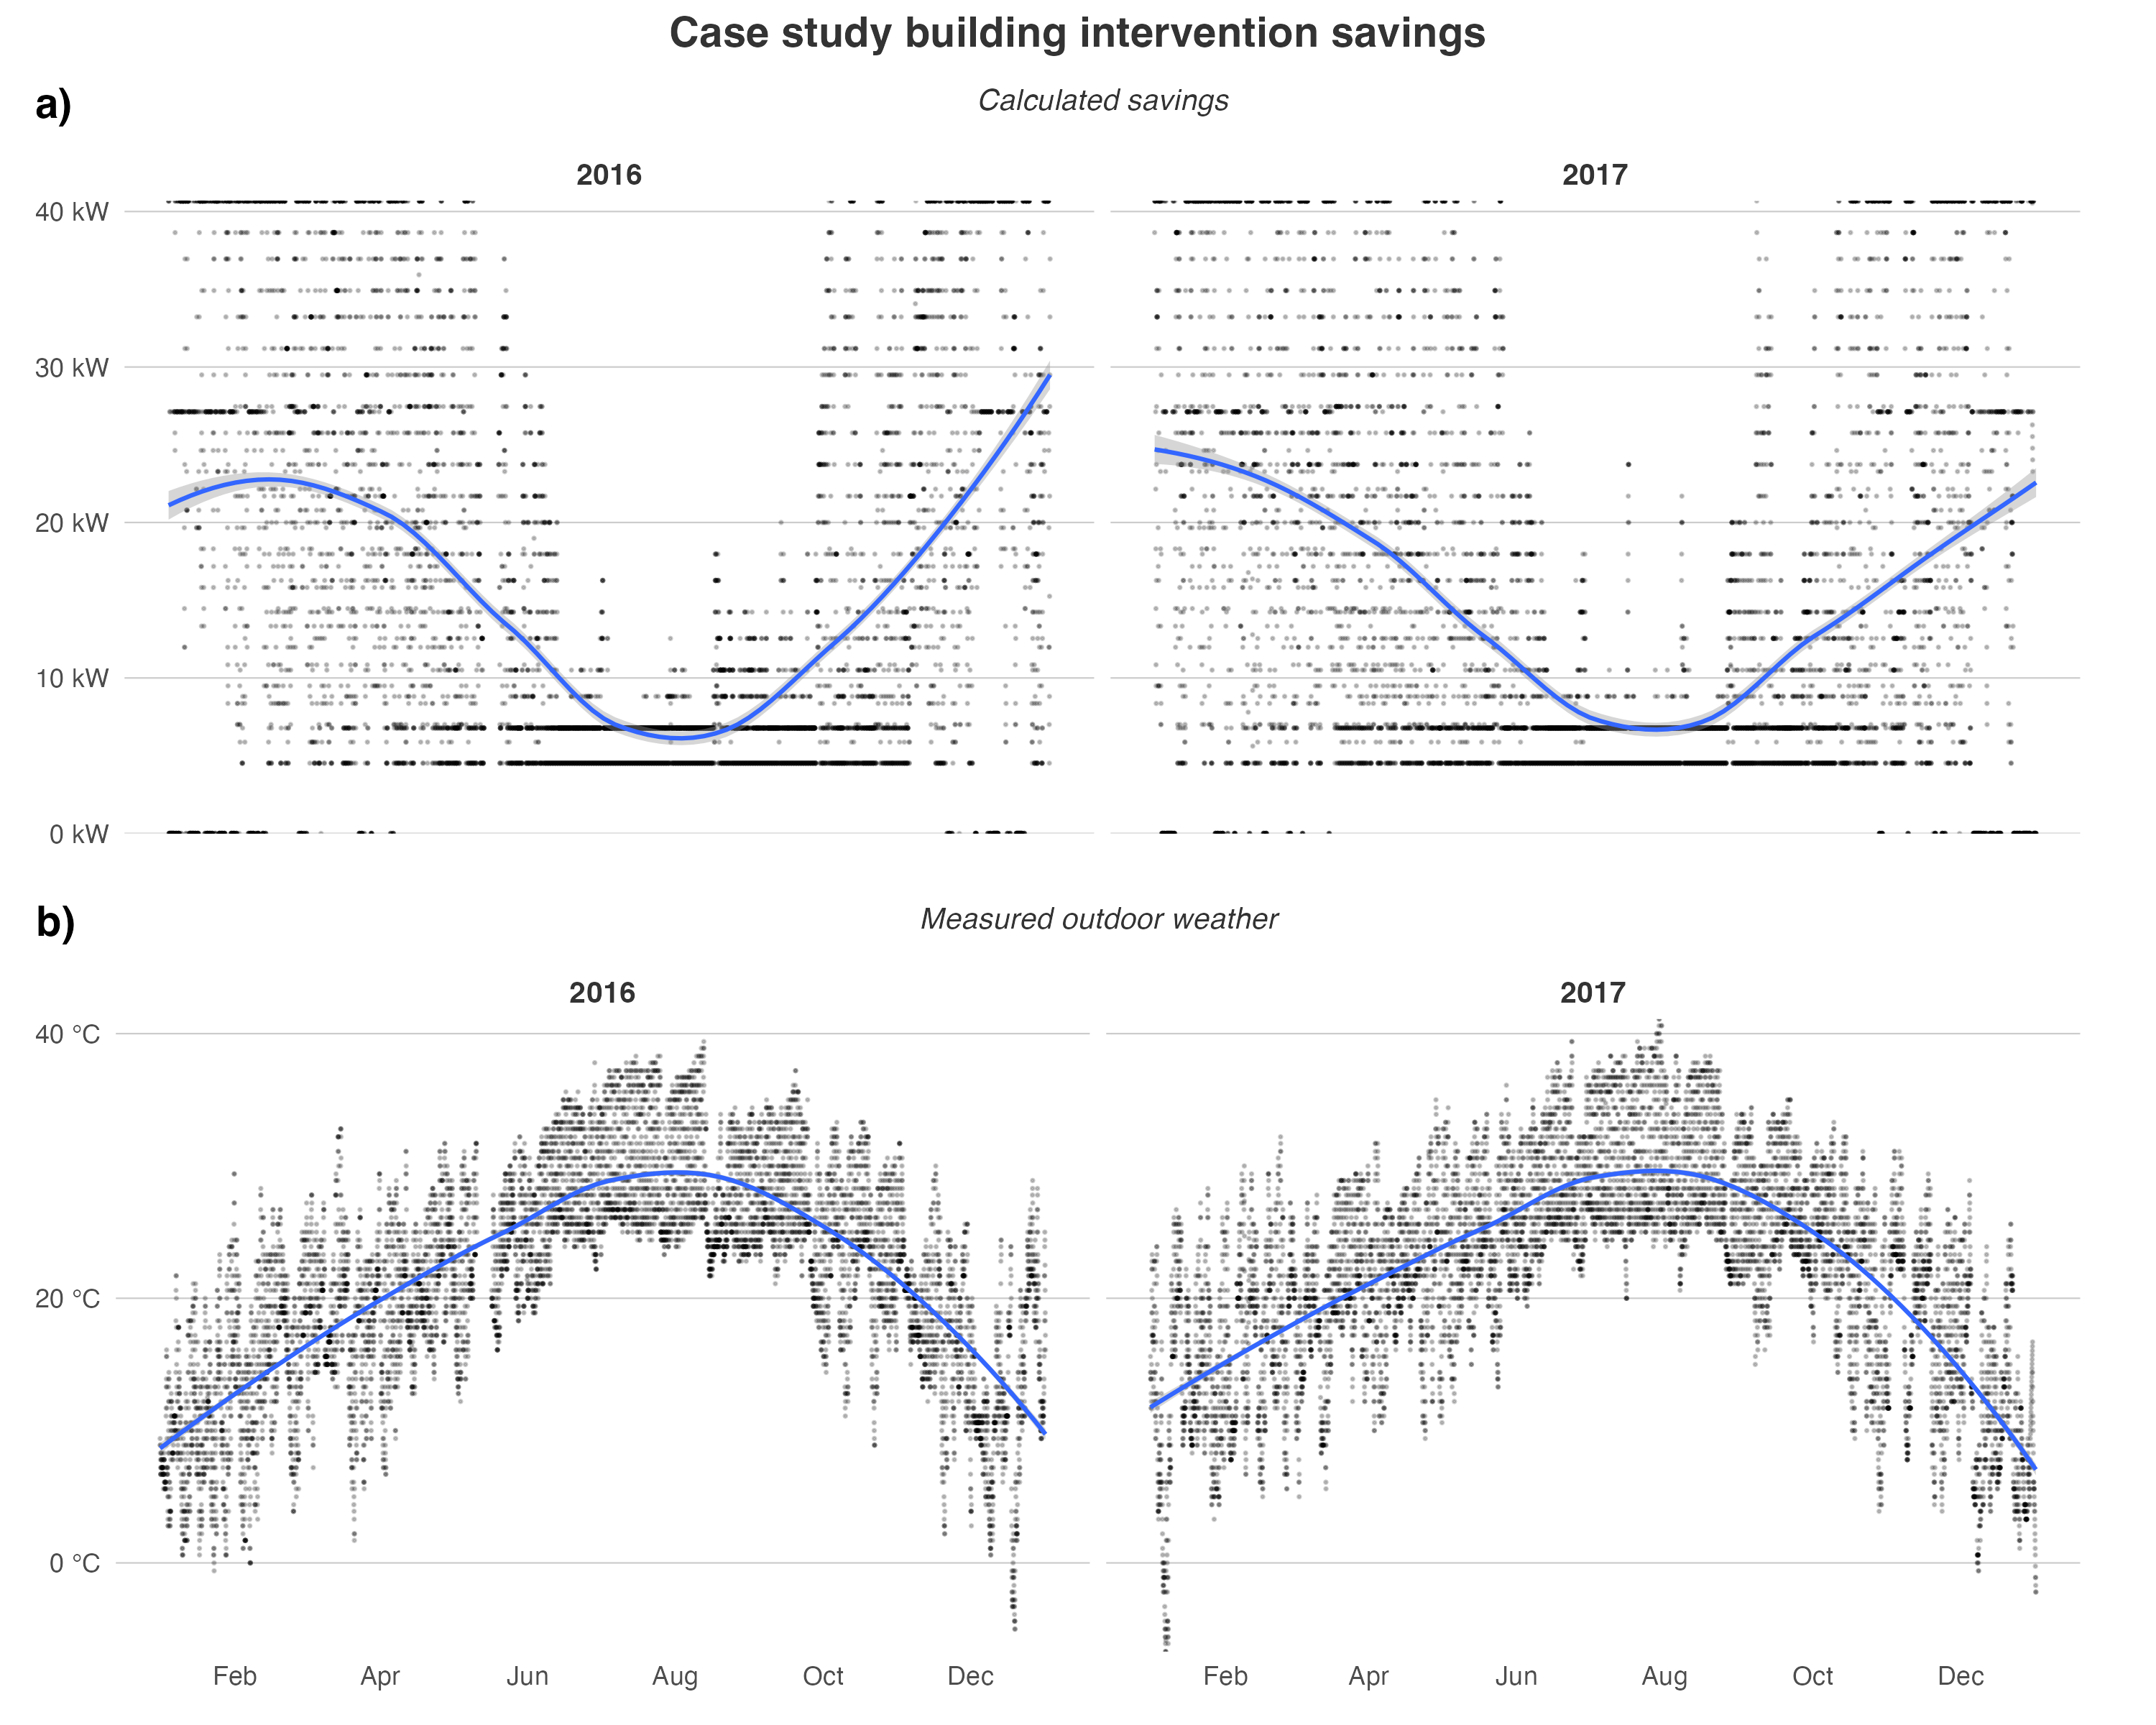 Case study building intervention savings
a)
Calculated savings
2016 2017
40 kW
30 kW
20 kW
10 kW
0 kW
b)
Measured outdoor weather
2016 2017
40 °C
20 °C
0 °C
Feb Apr Jun Aug Oct Dec Feb Apr Jun Aug Oct Dec